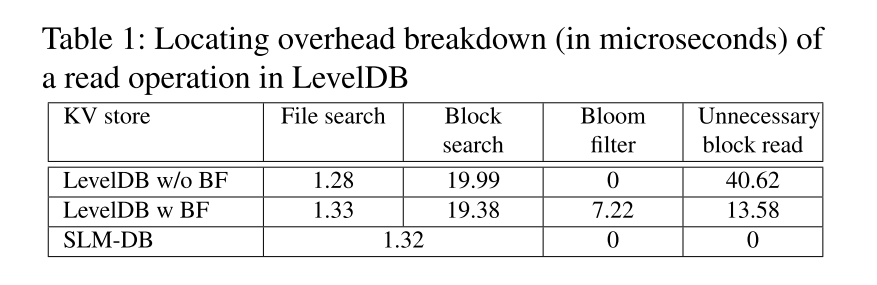 Table 1: Locating overhead breakdown (in microseconds) of
a read operation in LevelDB
KV store File search Block search Bloom filter Unnecessary block read
LevelDB w/o BF 1.28 19.99 0 40.62
LevelDB w BF 1.33 19.38 7.22 13.58
SLM-DB 1.32 0 0